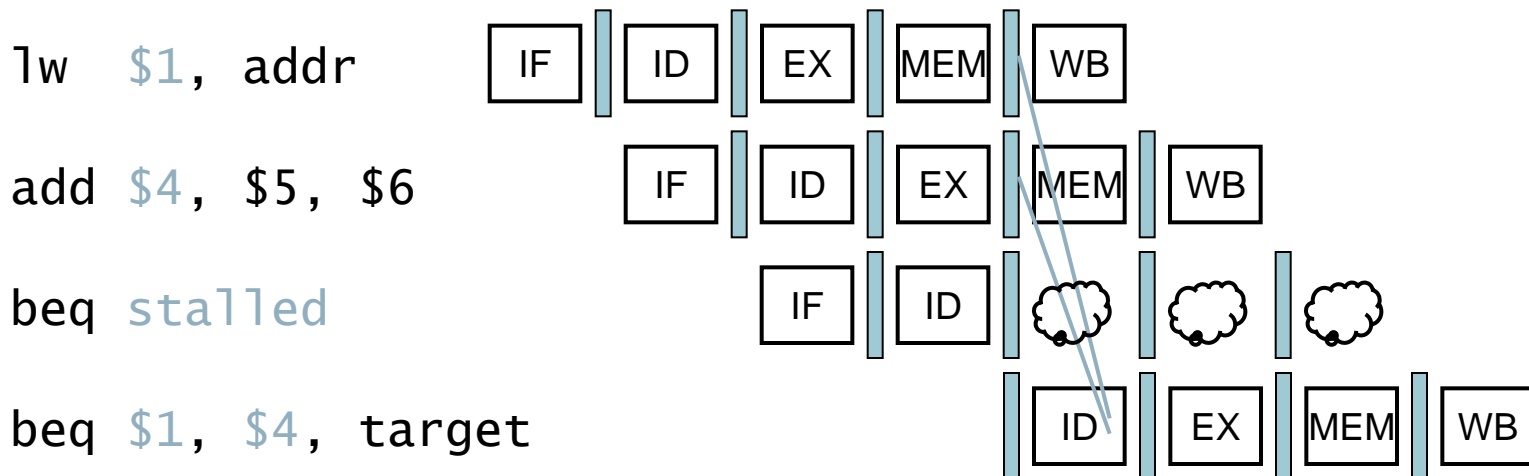 lw $1, addr IF ID EX MEM WB
add $4, $5, $6 IF ID EX MEM WB
beq stalled IF ID
beq $1, $4, target ID EX MEM WB